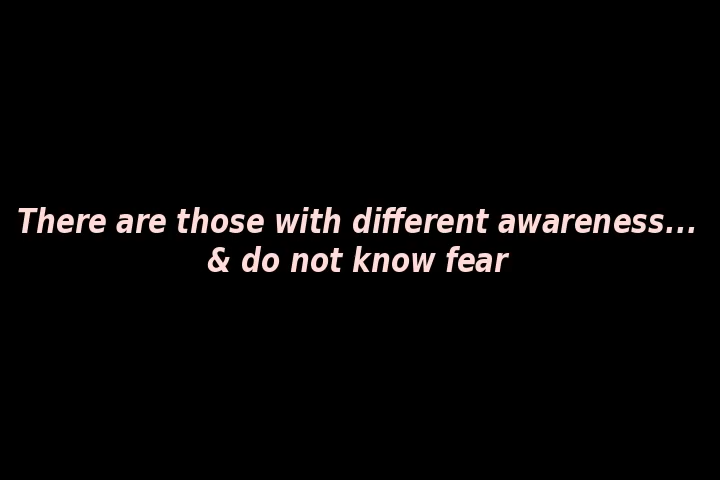 There are those with different awareness...
& do not know fear